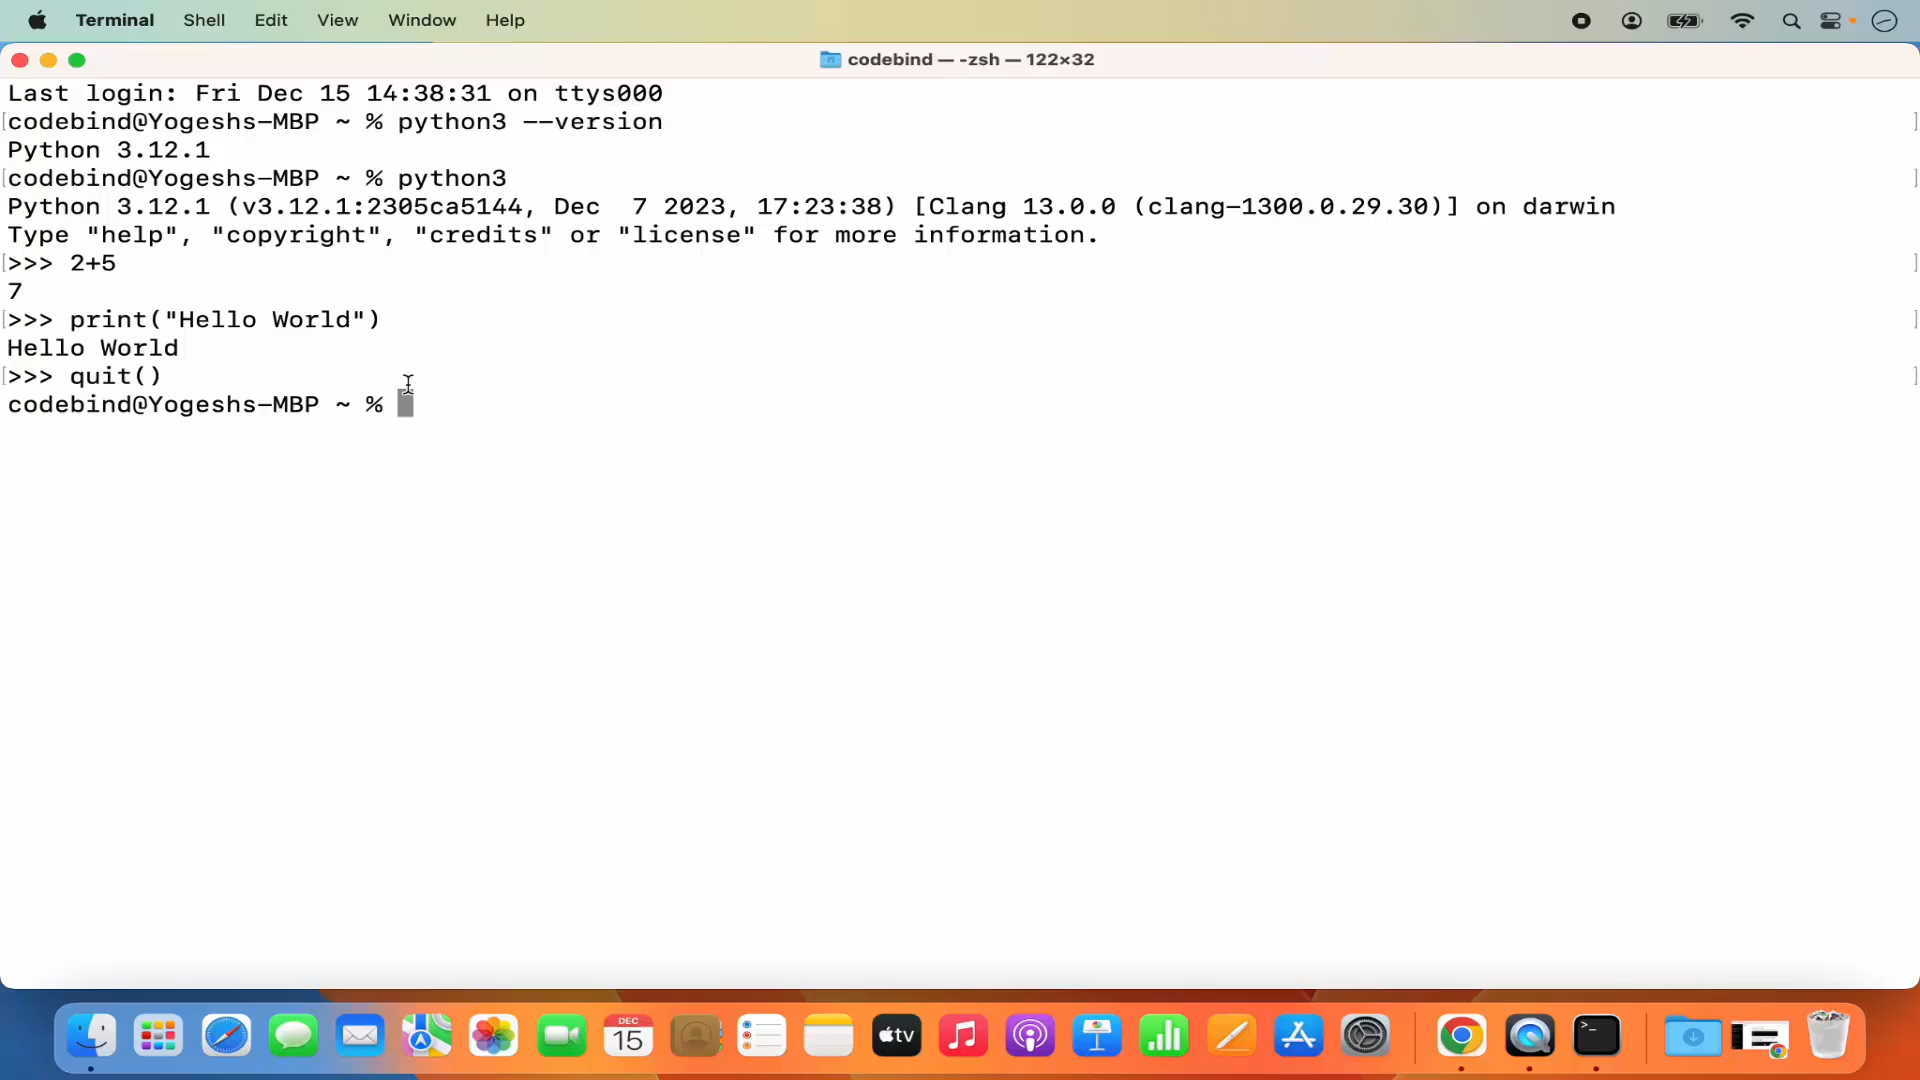 Terminal Shell Edit View Window Help
codebind — -zsh — 122×32
Last login: Fri Dec 15 14:38:31 on ttys000
[codebind@Yogeshs-MBP ~ % python3 --version ]
Python 3.12.1
[codebind@Yogeshs-MBP ~ % python3 ]
Python 3.12.1 (v3.12.1:2305ca5144, Dec  7 2023, 17:23:38) [Clang 13.0.0 (clang-1300.0.29.30)] on darwin
Type "help", "copyright", "credits" or "license" for more information.
[>>> 2+5 ]
7
[>>> print("Hello World") ]
Hello World
[>>> quit() ]
codebind@Yogeshs-MBP ~ %
DEC
15
tv
>_